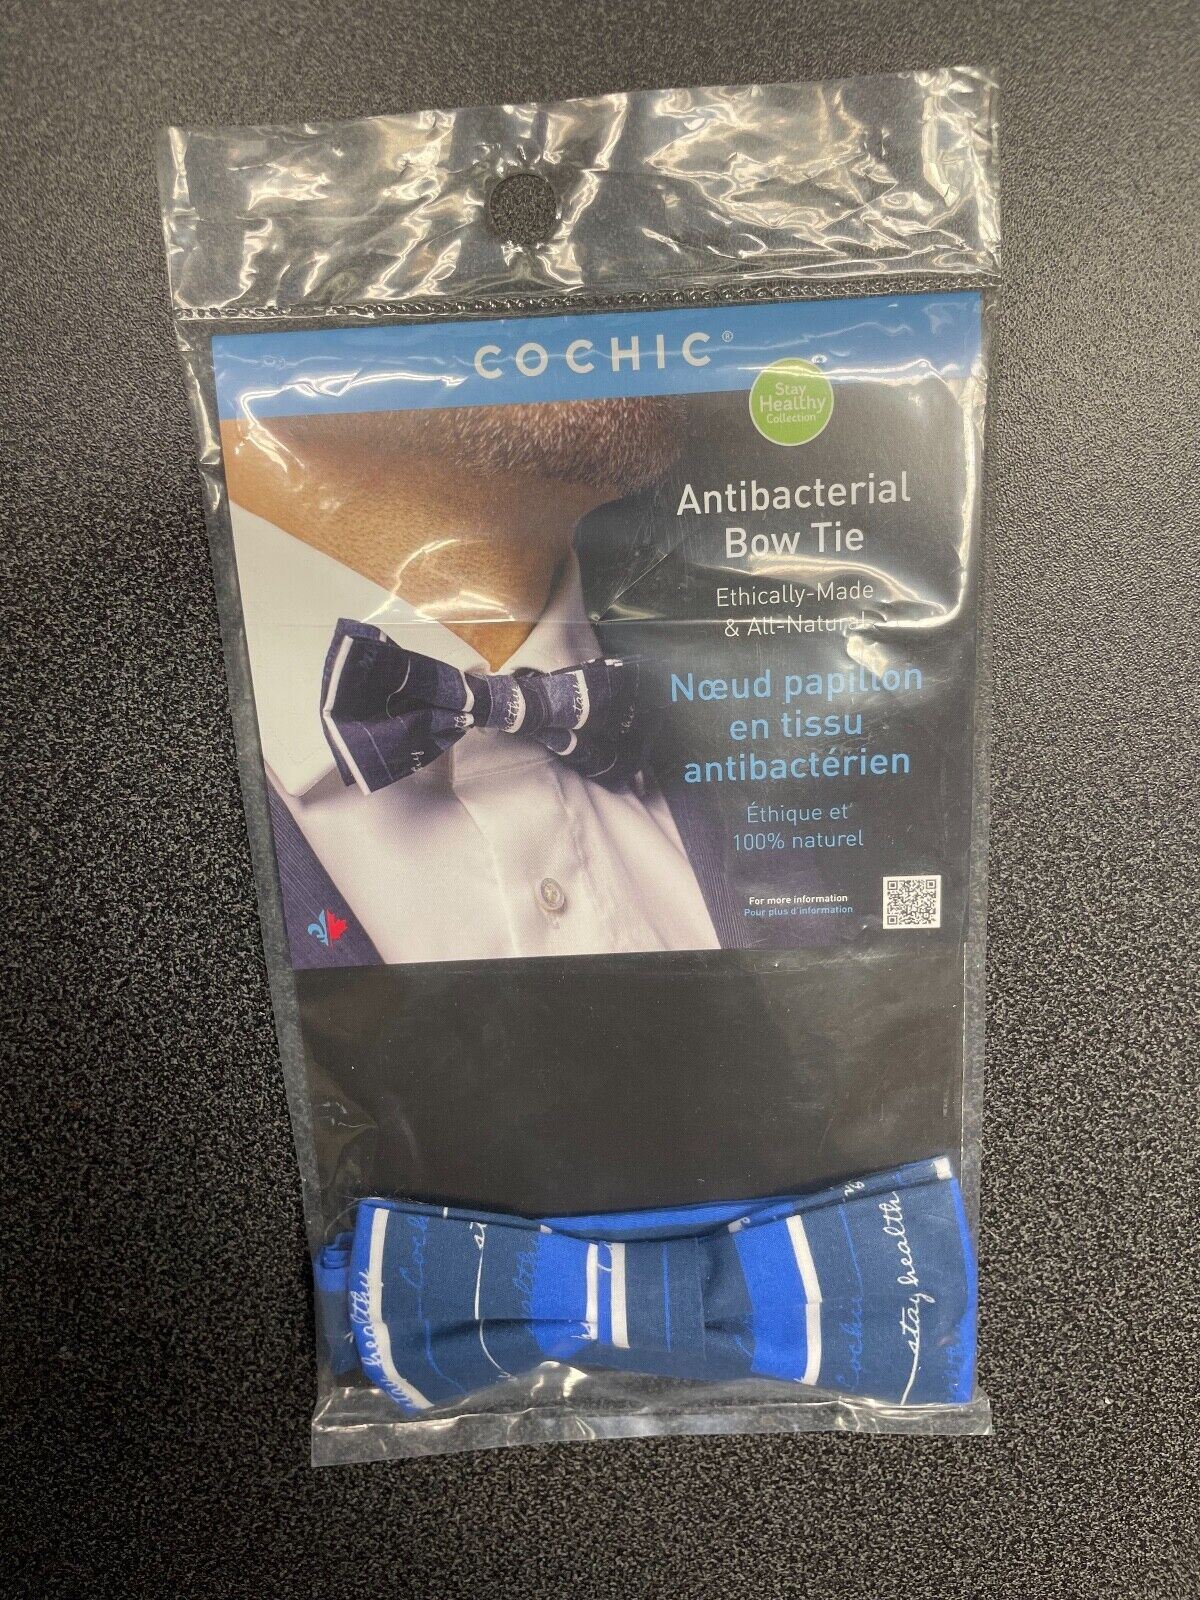 COCHIC®
Stay
Healthy
Collection
Antibacterial
Bow Tie
Ethically-Made
& All-Natural
Nœud papillon
en tissu
antibactérien
Éthique et
100% naturel
For more information
Pour plus d'information
stay healthy
Cochic
stay health